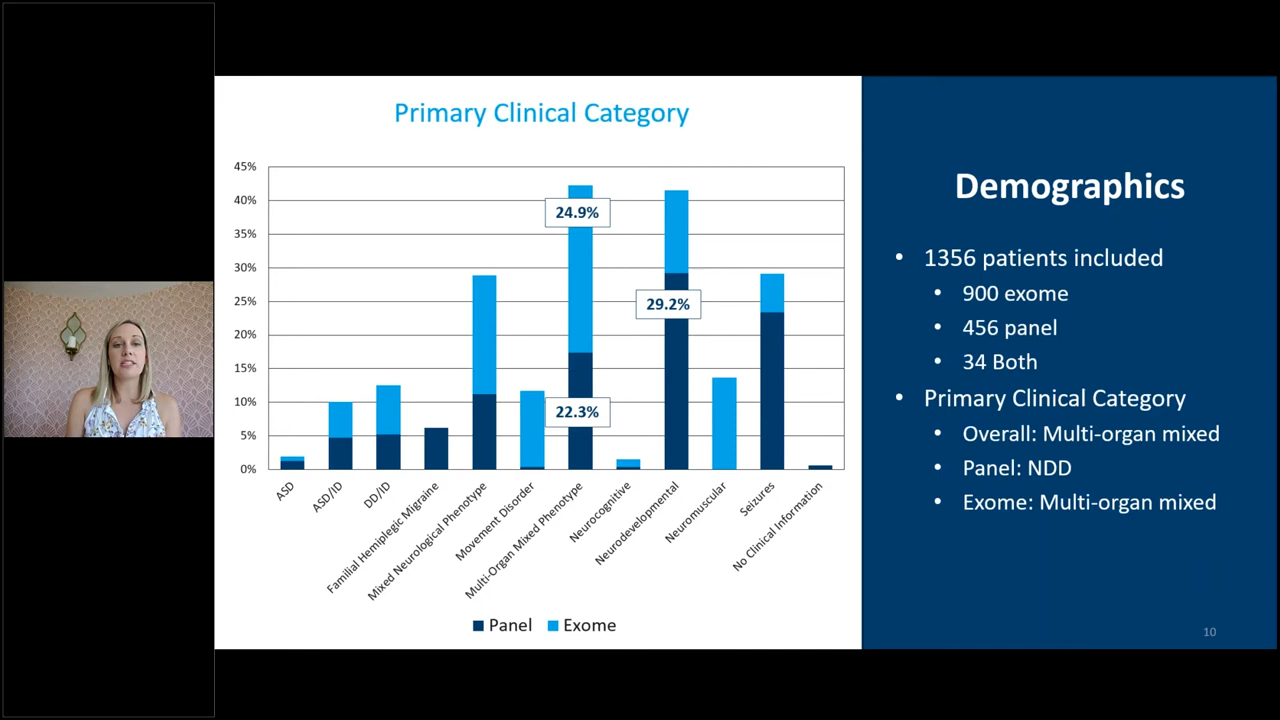 Primary Clinical Category
45%
40%
35%
30%
25%
20%
15%
10%
5%
0%
24.9%
29.2%
22.3%
ASD
ASD/ID
DD/ID
Familial Hemiplegic Migraine
Mixed Neurological Phenotype
Movement Disorder
Multi-Organ Mixed Phenotype
Neurocognitive
Neurodevelopmental
Neuromuscular
Seizures
No Clinical Information
Panel Exome
Demographics
• 1356 patients included
• 900 exome
• 456 panel
• 34 Both
• Primary Clinical Category
• Overall: Multi-organ mixed
• Panel: NDD
• Exome: Multi-organ mixed
10